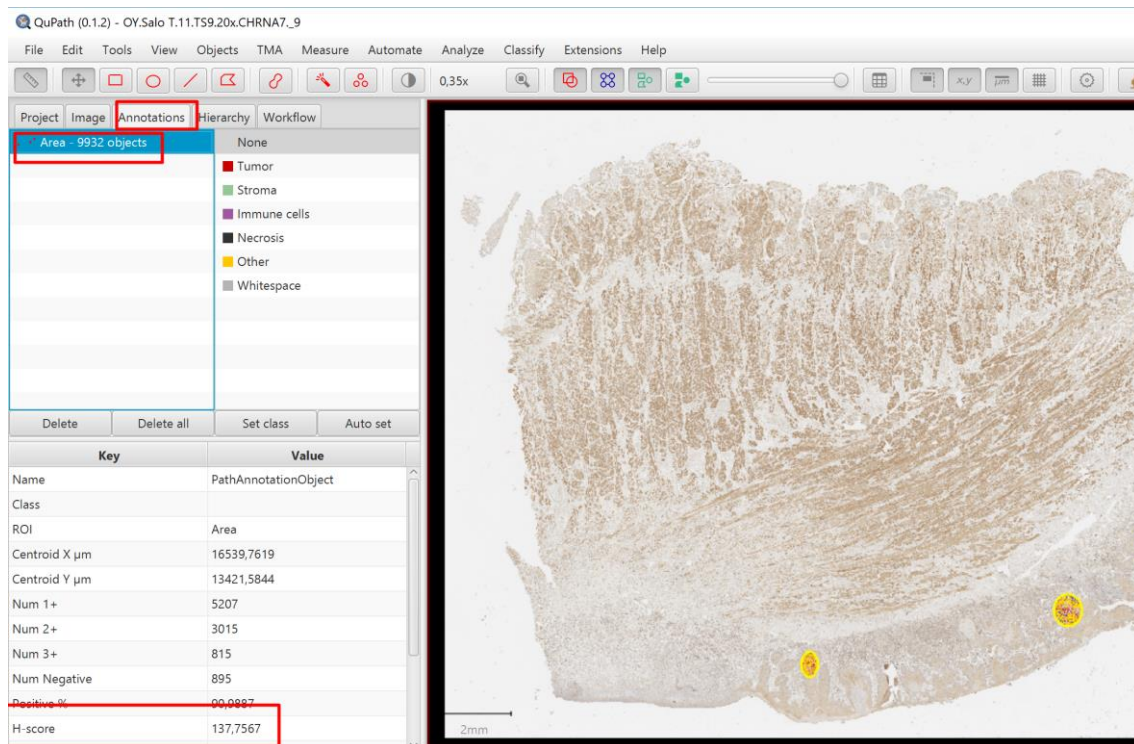 QuPath (0.1.2) - OY.Salo T.11.TS9.20x.CHRNA7._9
File Edit Tools View Objects TMA Measure Automate Analyze Classify Extensions Help
0,35x x,y µm
Project Image Annotations Hierarchy Workflow
Area - 9932 objects None
Tumor
Stroma
Immune cells
Necrosis
Other
Whitespace
Delete Delete all Set class Auto set
Key Value
Name PathAnnotationObject
Class
ROI Area
Centroid X µm 16539,7619
Centroid Y µm 13421,5844
Num 1+ 5207
Num 2+ 3015
Num 3+ 815
Num Negative 895
Positive % 90,9887
H-score 137,7567
2mm